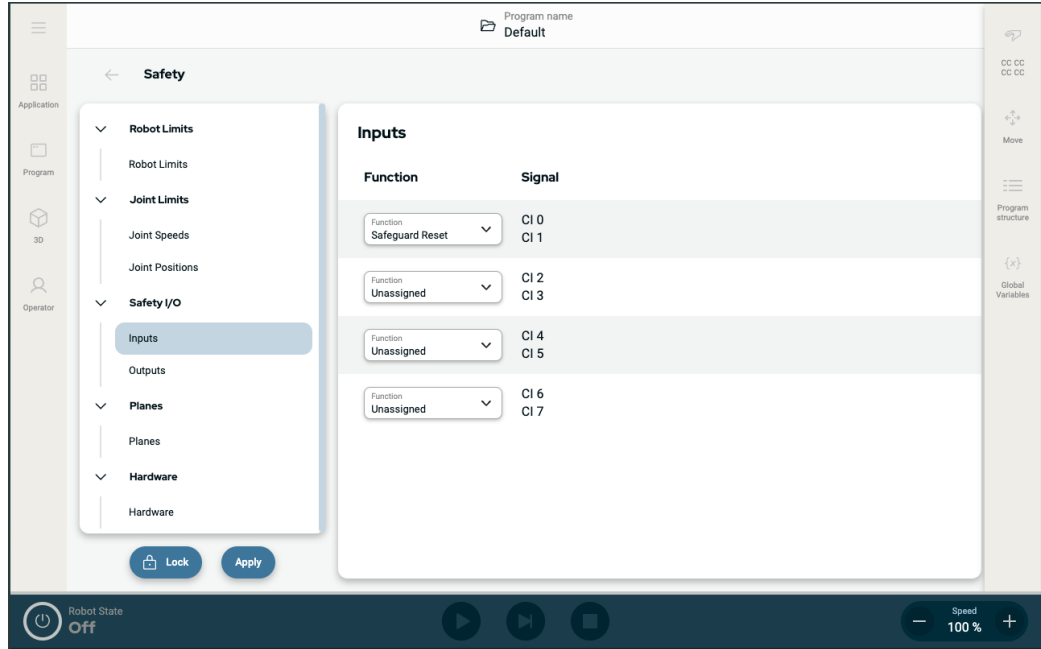 Program name
Default
Application
Program
3D
Operator
Safety
Robot Limits
Robot Limits
Joint Limits
Joint Speeds
Joint Positions
Safety I/O
Inputs
Outputs
Planes
Planes
Hardware
Hardware
Lock
Apply
Inputs
Function Signal
Function
Safeguard Reset
CI 0
CI 1
Function
Unassigned
CI 2
CI 3
Function
Unassigned
CI 4
CI 5
Function
Unassigned
CI 6
CI 7
CC CC
CC CC
Move
Program
structure
{x}
Global
Variables
Robot State
Off
Speed
100 %